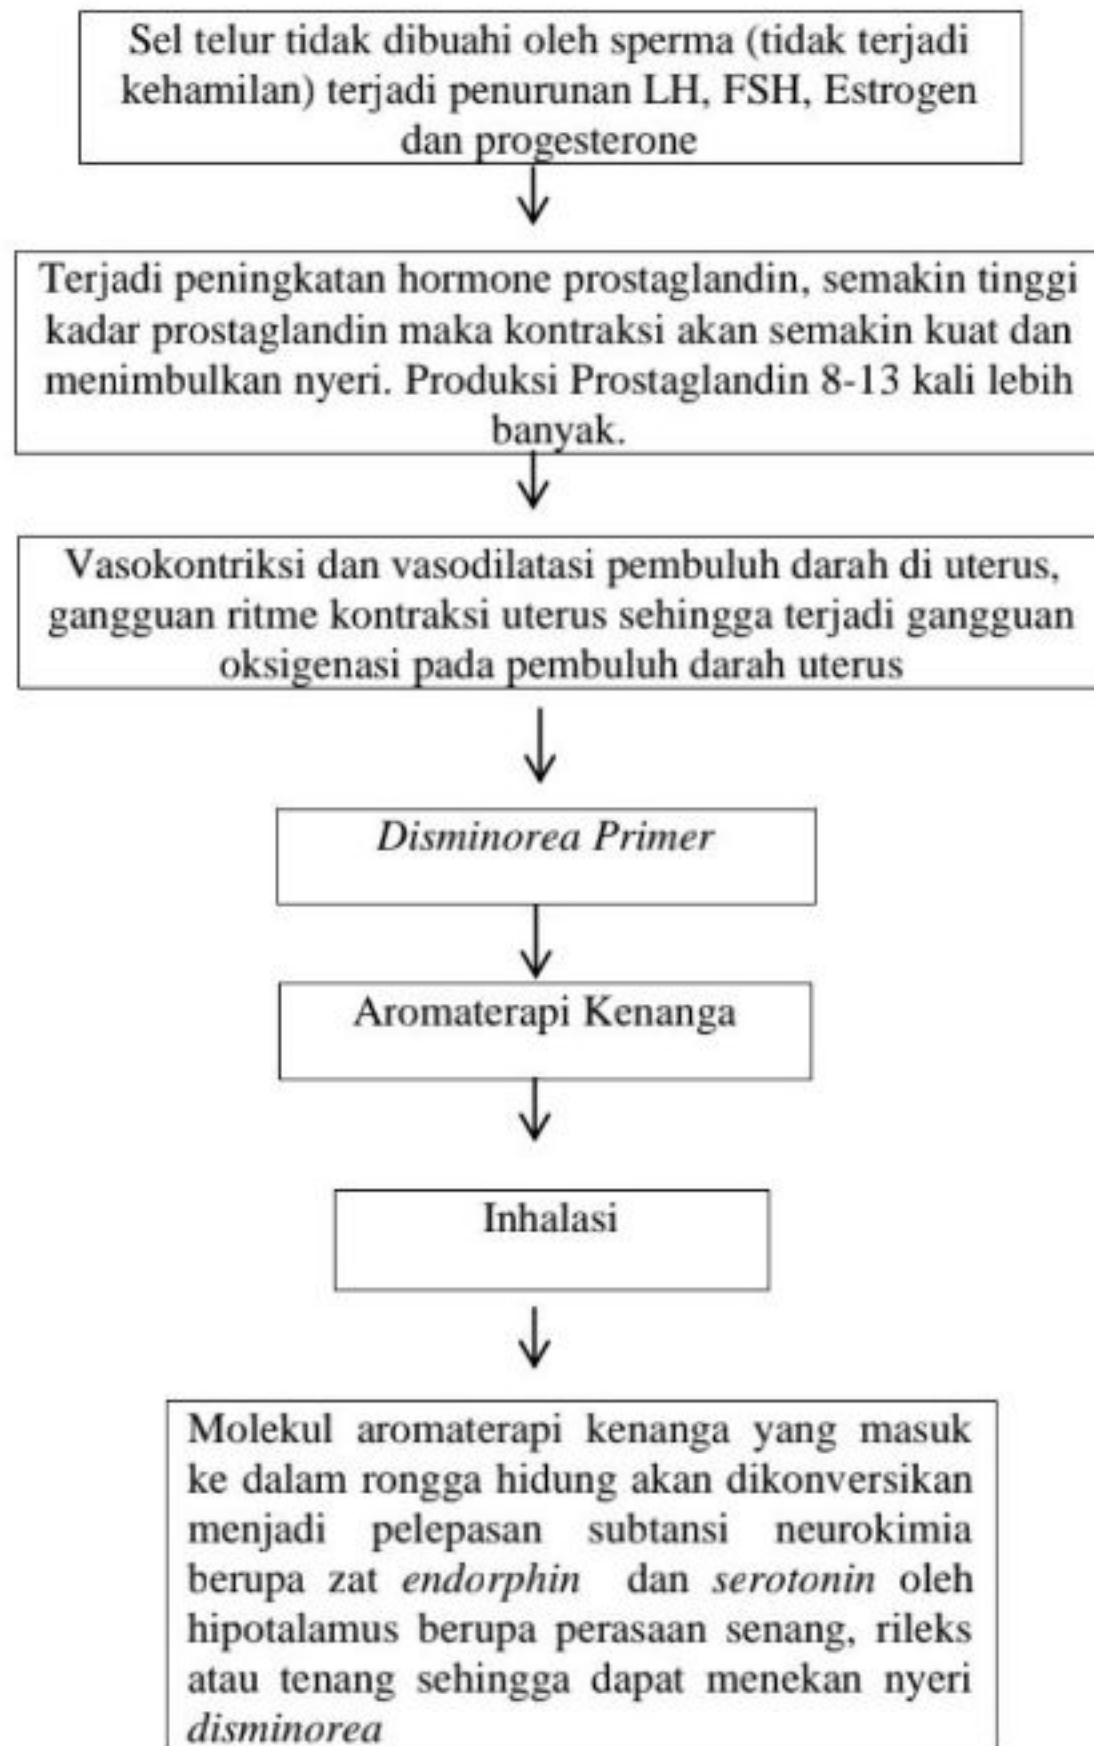 Sel telur tidak dibuahi oleh sperma (tidak terjadi
kehamilan) terjadi penurunan LH, FSH, Estrogen
dan progesterone
Terjadi peningkatan hormone prostaglandin, semakin tinggi
kadar prostaglandin maka kontraksi akan semakin kuat dan
menimbulkan nyeri. Produksi Prostaglandin 8-13 kali lebih
banyak.
Vasokontriksi dan vasodilatasi pembuluh darah di uterus,
gangguan ritme kontraksi uterus sehingga terjadi gangguan
oksigenasi pada pembuluh darah uterus
Disminorea Primer
Aromaterapi Kenanga
Inhalasi
Molekul aromaterapi kenanga yang masuk
ke dalam rongga hidung akan dikonversikan
menjadi pelepasan subtansi neurokimia
berupa zat endorphin dan serotonin oleh
hipotalamus berupa perasaan senang, rileks
atau tenang sehingga dapat menekan nyeri
disminorea